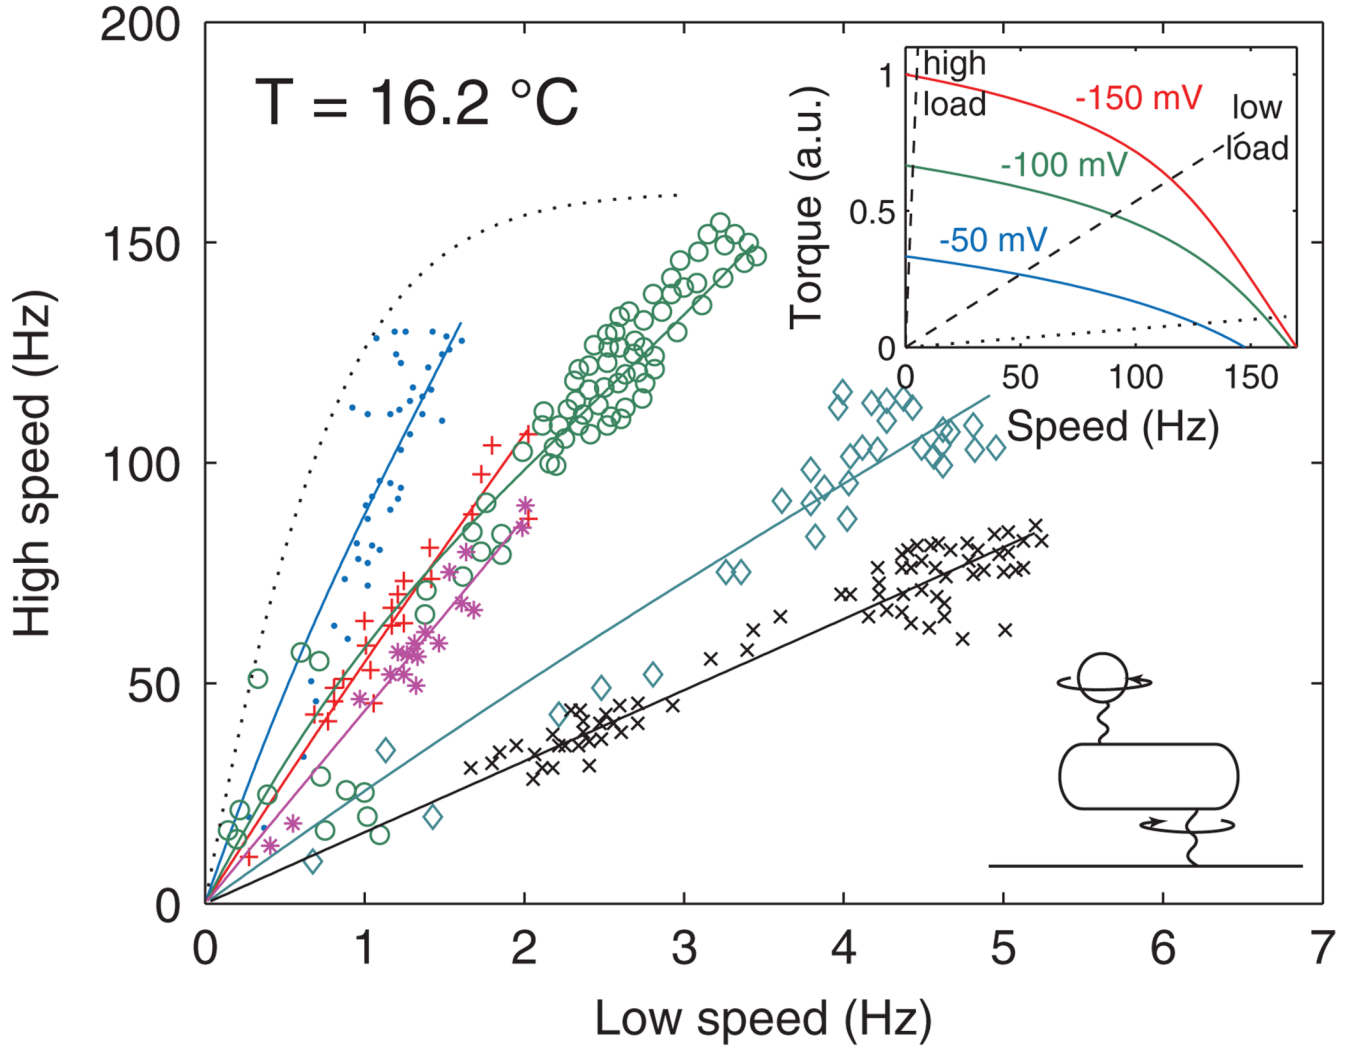 200
150
100
50
0
High speed (Hz)
T = 16.2 °C
0 1 2 3 4 5 6 7
Low speed (Hz)
1
0.5
0
Torque (a.u.)
high
load
-150 mV
low
load
-100 mV
-50 mV
0 50 100 150
Speed (Hz)